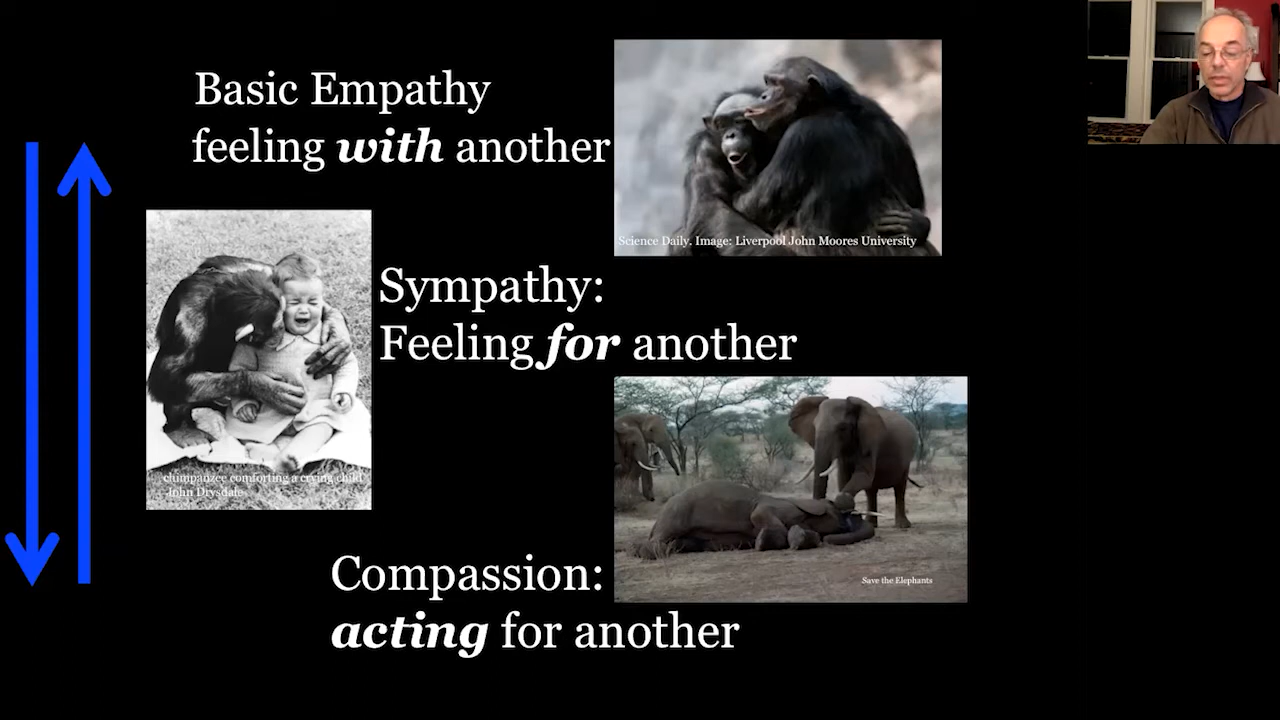 Basic Empathy
feeling with another
Science Daily. Image: Liverpool John Moores University
Sympathy:
Feeling for another
chimpanzee comforting a crying child
-John Drysdale
Save the Elephants
Compassion:
acting for another